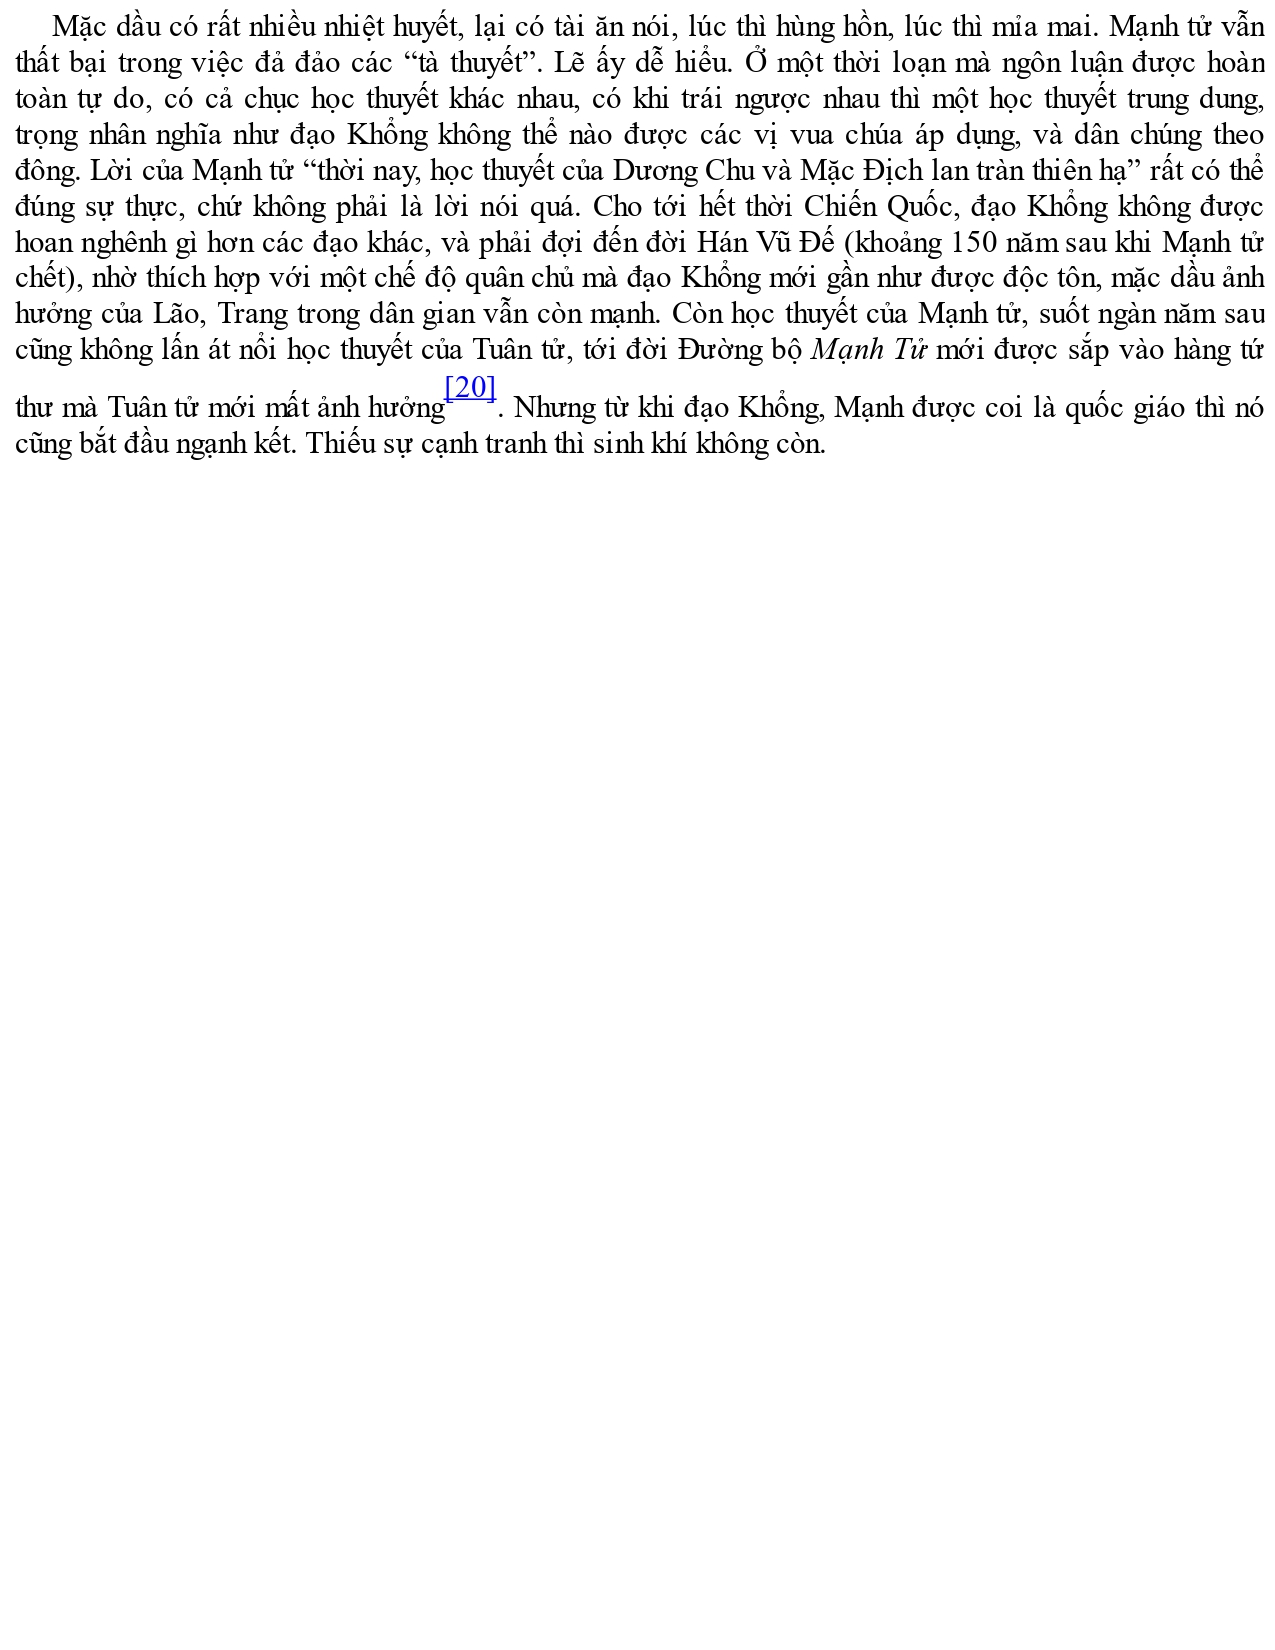 Mặc dầu có rất nhiều nhiệt huyết, lại có tài ăn nói, lúc thì hùng hồn, lúc thì mỉa mai. Mạnh tử vẫn
thất bại trong việc đả đảo các “tà thuyết”. Lẽ ấy dễ hiểu. Ở một thời loạn mà ngôn luận được hoàn
toàn tự do, có cả chục học thuyết khác nhau, có khi trái ngược nhau thì một học thuyết trung dung,
trọng nhân nghĩa như đạo Khổng không thể nào được các vị vua chúa áp dụng, và dân chúng theo
đông. Lời của Mạnh tử “thời nay, học thuyết của Dương Chu và Mặc Địch lan tràn thiên hạ” rất có thể
đúng sự thực, chứ không phải là lời nói quá. Cho tới hết thời Chiến Quốc, đạo Khổng không được
hoan nghênh gì hơn các đạo khác, và phải đợi đến đời Hán Vũ Đế (khoảng 150 năm sau khi Mạnh tử
chết), nhờ thích hợp với một chế độ quân chủ mà đạo Khổng mới gần như được độc tôn, mặc dầu ảnh
hưởng của Lão, Trang trong dân gian vẫn còn mạnh. Còn học thuyết của Mạnh tử, suốt ngàn năm sau
cũng không lấn át nổi học thuyết của Tuân tử, tới đời Đường bộ Mạnh Tử mới được sắp vào hàng tứ
thư mà Tuân tử mới mất ảnh hưởng[20]. Nhưng từ khi đạo Khổng, Mạnh được coi là quốc giáo thì nó
cũng bắt đầu ngạnh kết. Thiếu sự cạnh tranh thì sinh khí không còn.